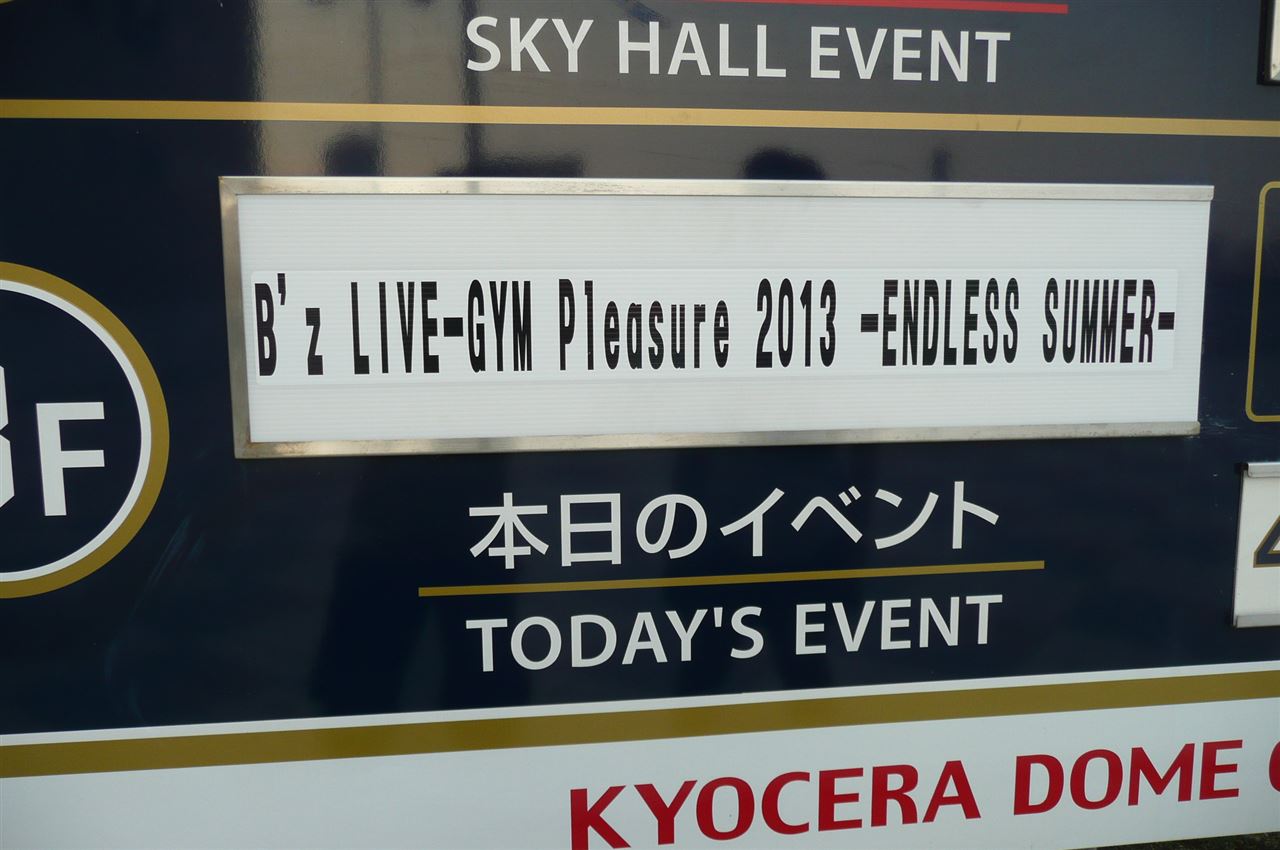 SKY HALL EVENT
B'z LIVE-GYM Pleasure 2013 -ENDLESS SUMMER-
本日のイベント
TODAY'S EVENT
F
KYOCERA DOME